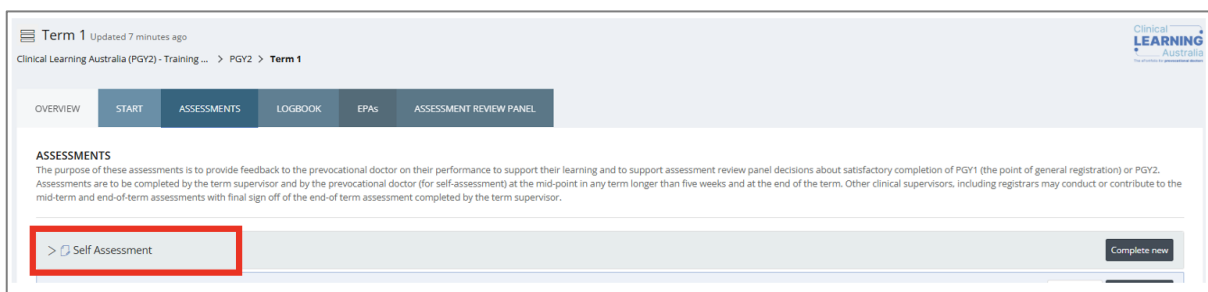 Term 1 Updated 7 minutes ago
Clinical Learning Australia (PGY2) - Training ... > PGY2 > Term 1
Clinical
LEARNING
Australia
OVERVIEW START ASSESSMENTS LOGBOOK EPAs ASSESSMENT REVIEW PANEL
ASSESSMENTS
The purpose of these assessments is to provide feedback to the prevocational doctor on their performance to support their learning and to support assessment review panel decisions about satisfactory completion of PGY1 (the point of general registration) or PGY2.
Assessments are to be completed by the term supervisor and by the prevocational doctor (for self-assessment) at the mid-point in any term longer than five weeks and at the end of the term. Other clinical supervisors, including registrars may conduct or contribute to the
mid-term and end-of-term assessments with final sign off of the end-of term assessment completed by the term supervisor.
> Self Assessment
Complete new